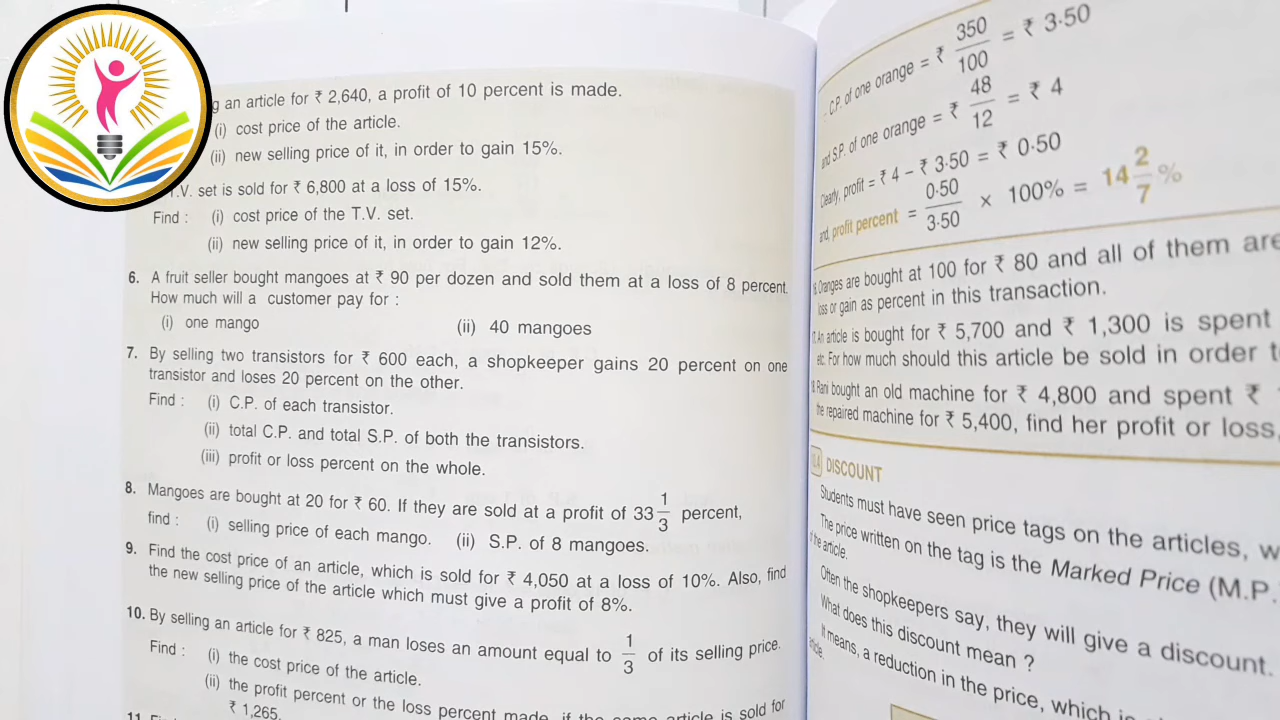 g an article for ₹ 2,640, a profit of 10 percent is made.
(i) cost price of the article.
(ii) new selling price of it, in order to gain 15%.
T.V. set is sold for ₹ 6,800 at a loss of 15%.
Find : (i) cost price of the T.V. set.
(ii) new selling price of it, in order to gain 12%.
6. A fruit seller bought mangoes at ₹ 90 per dozen and sold them at a loss of 8 percent.
How much will a customer pay for :
(i) one mango (ii) 40 mangoes
7. By selling two transistors for ₹ 600 each, a shopkeeper gains 20 percent on one
transistor and loses 20 percent on the other.
Find : (i) C.P. of each transistor.
(ii) total C.P. and total S.P. of both the transistors.
(iii) profit or loss percent on the whole.
8. Mangoes are bought at 20 for ₹ 60. If they are sold at a profit of 33 1/3 percent,
find : (i) selling price of each mango. (ii) S.P. of 8 mangoes.
9. Find the cost price of an article, which is sold for ₹ 4,050 at a loss of 10%. Also, find
the new selling price of the article which must give a profit of 8%.
10. By selling an article for ₹ 825, a man loses an amount equal to 1/3 of its selling price.
Find : (i) the cost price of the article.
(ii) the profit percent or the loss percent made, if the same article is sold for
₹ 1,265.
11.
C.P. of one orange = ₹ 350/100 = ₹ 3·50
and S.P. of one orange = ₹ 48/12 = ₹ 4
Clearly, profit = ₹ 4 – ₹ 3·50 = ₹ 0·50
and, profit percent = 0·50/3·50 × 100% = 14 2/7 %
Oranges are bought at 100 for ₹ 80 and all of them are
loss or gain as percent in this transaction.
An article is bought for ₹ 5,700 and ₹ 1,300 is spent
etc. For how much should this article be sold in order t
Rani bought an old machine for ₹ 4,800 and spent ₹
the repaired machine for ₹ 5,400, find her profit or loss,
DISCOUNT
Students must have seen price tags on the articles, w
The price written on the tag is the Marked Price (M.P.
of the article.
Often the shopkeepers say, they will give a discount.
What does this discount mean ?
It means, a reduction in the price, which is
article.